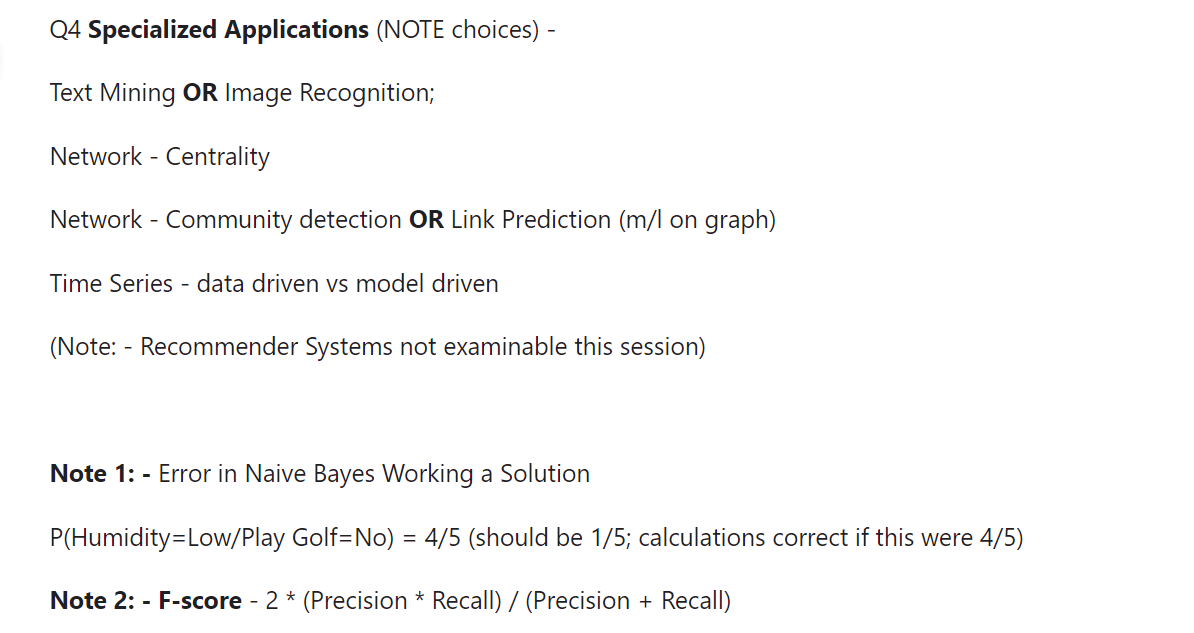 Q4 Specialized Applications (NOTE choices) -
Text Mining OR Image Recognition;
Network - Centrality
Network - Community detection OR Link Prediction (m/l on graph)
Time Series - data driven vs model driven
(Note: - Recommender Systems not examinable this session)
Note 1: - Error in Naive Bayes Working a Solution
P(Humidity=Low/Play Golf=No) = 4/5 (should be 1/5; calculations correct if this were 4/5)
Note 2: - F-score - 2 * (Precision * Recall) / (Precision + Recall)